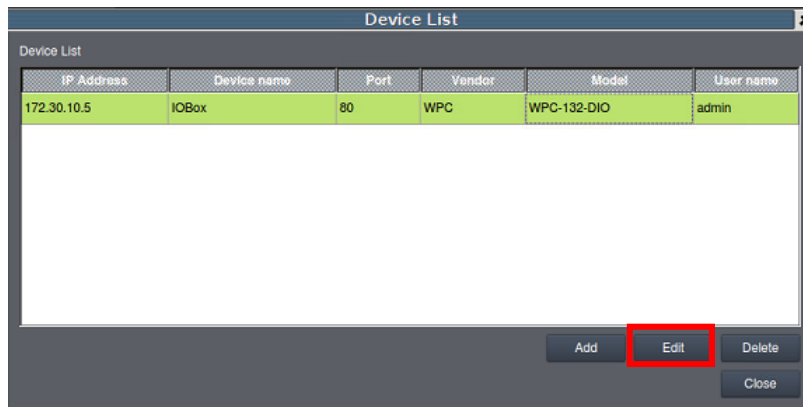 Device List
Device List
IP Address Device name Port Vendor Model User name
172.30.10.5 IOBox 80 WPC WPC-132-DIO admin
Add Edit Delete
Close